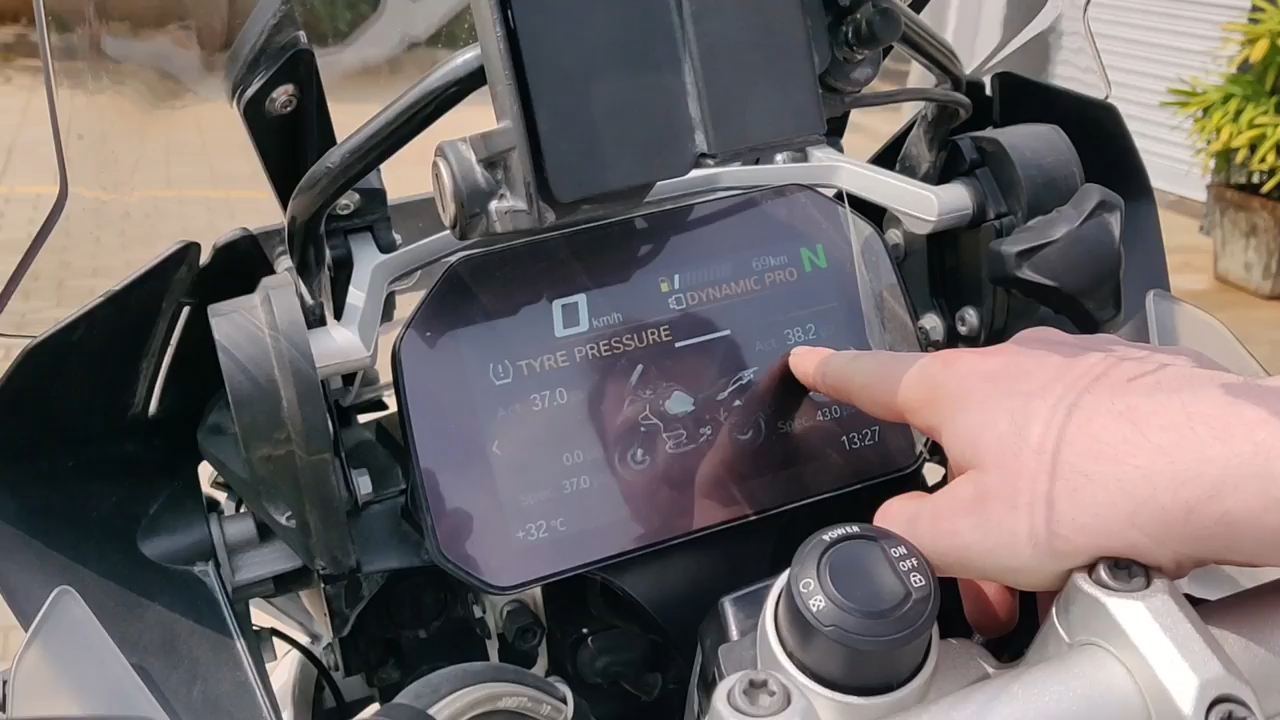 69km N
DYNAMIC PRO
0 km/h
TYRE PRESSURE
Act. 38.2
Act. 37.0
0.0
Spec. 43.0
Spec. 37.0
13:27
+32 °C
POWER
ON
OFF